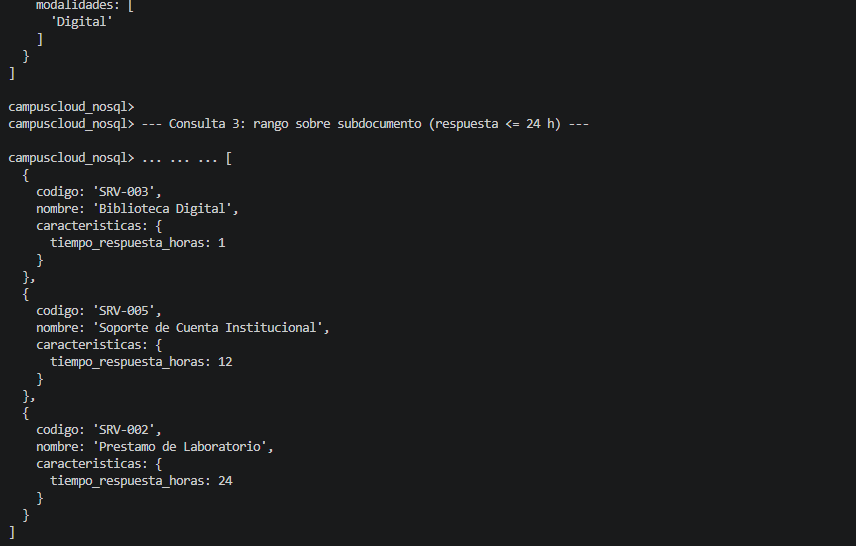 modalidades: [
      'Digital'
    ]
  }
]

campuscloud_nosql>
campuscloud_nosql> --- Consulta 3: rango sobre subdocumento (respuesta <= 24 h) ---

campuscloud_nosql> ... ... ... [
  {
    codigo: 'SRV-003',
    nombre: 'Biblioteca Digital',
    caracteristicas: {
      tiempo_respuesta_horas: 1
    }
  },
  {
    codigo: 'SRV-005',
    nombre: 'Soporte de Cuenta Institucional',
    caracteristicas: {
      tiempo_respuesta_horas: 12
    }
  },
  {
    codigo: 'SRV-002',
    nombre: 'Prestamo de Laboratorio',
    caracteristicas: {
      tiempo_respuesta_horas: 24
    }
  }
]